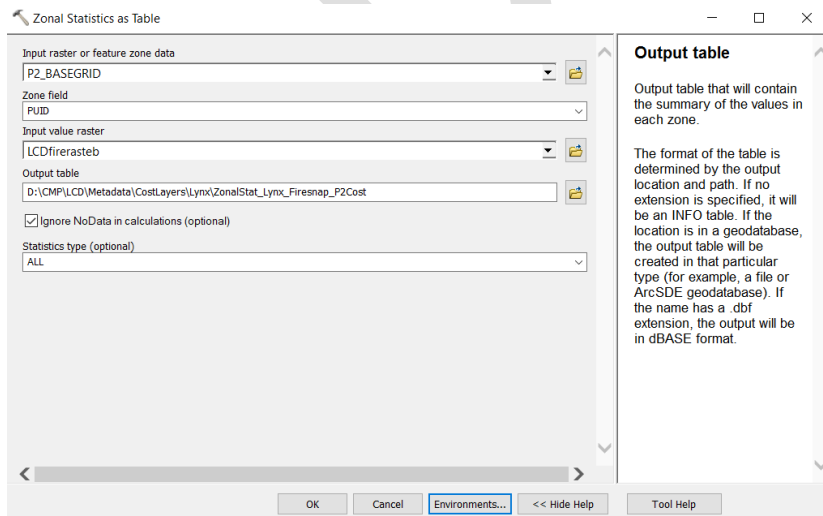 Zonal Statistics as Table
Input raster or feature zone data
P2_BASEGRID
Zone field
PUID
Input value raster
LCDfirerasteb
Output table
D:\CMP\LCD\Metadata\CostLayers\Lynx\ZonalStat_Lynx_Firesnap_P2Cost
Ignore NoData in calculations (optional)
Statistics type (optional)
ALL
Output table
Output table that will contain
the summary of the values in
each zone.
The format of the table is
determined by the output
location and path. If no
extension is specified, it will
be an INFO table. If the
location is in a geodatabase,
the output table will be
created in that particular
type (for example, a file or
ArcSDE geodatabase). If
the name has a .dbf
extension, the output will be
in dBASE format.
OK
Cancel
Environments...
<< Hide Help
Tool Help